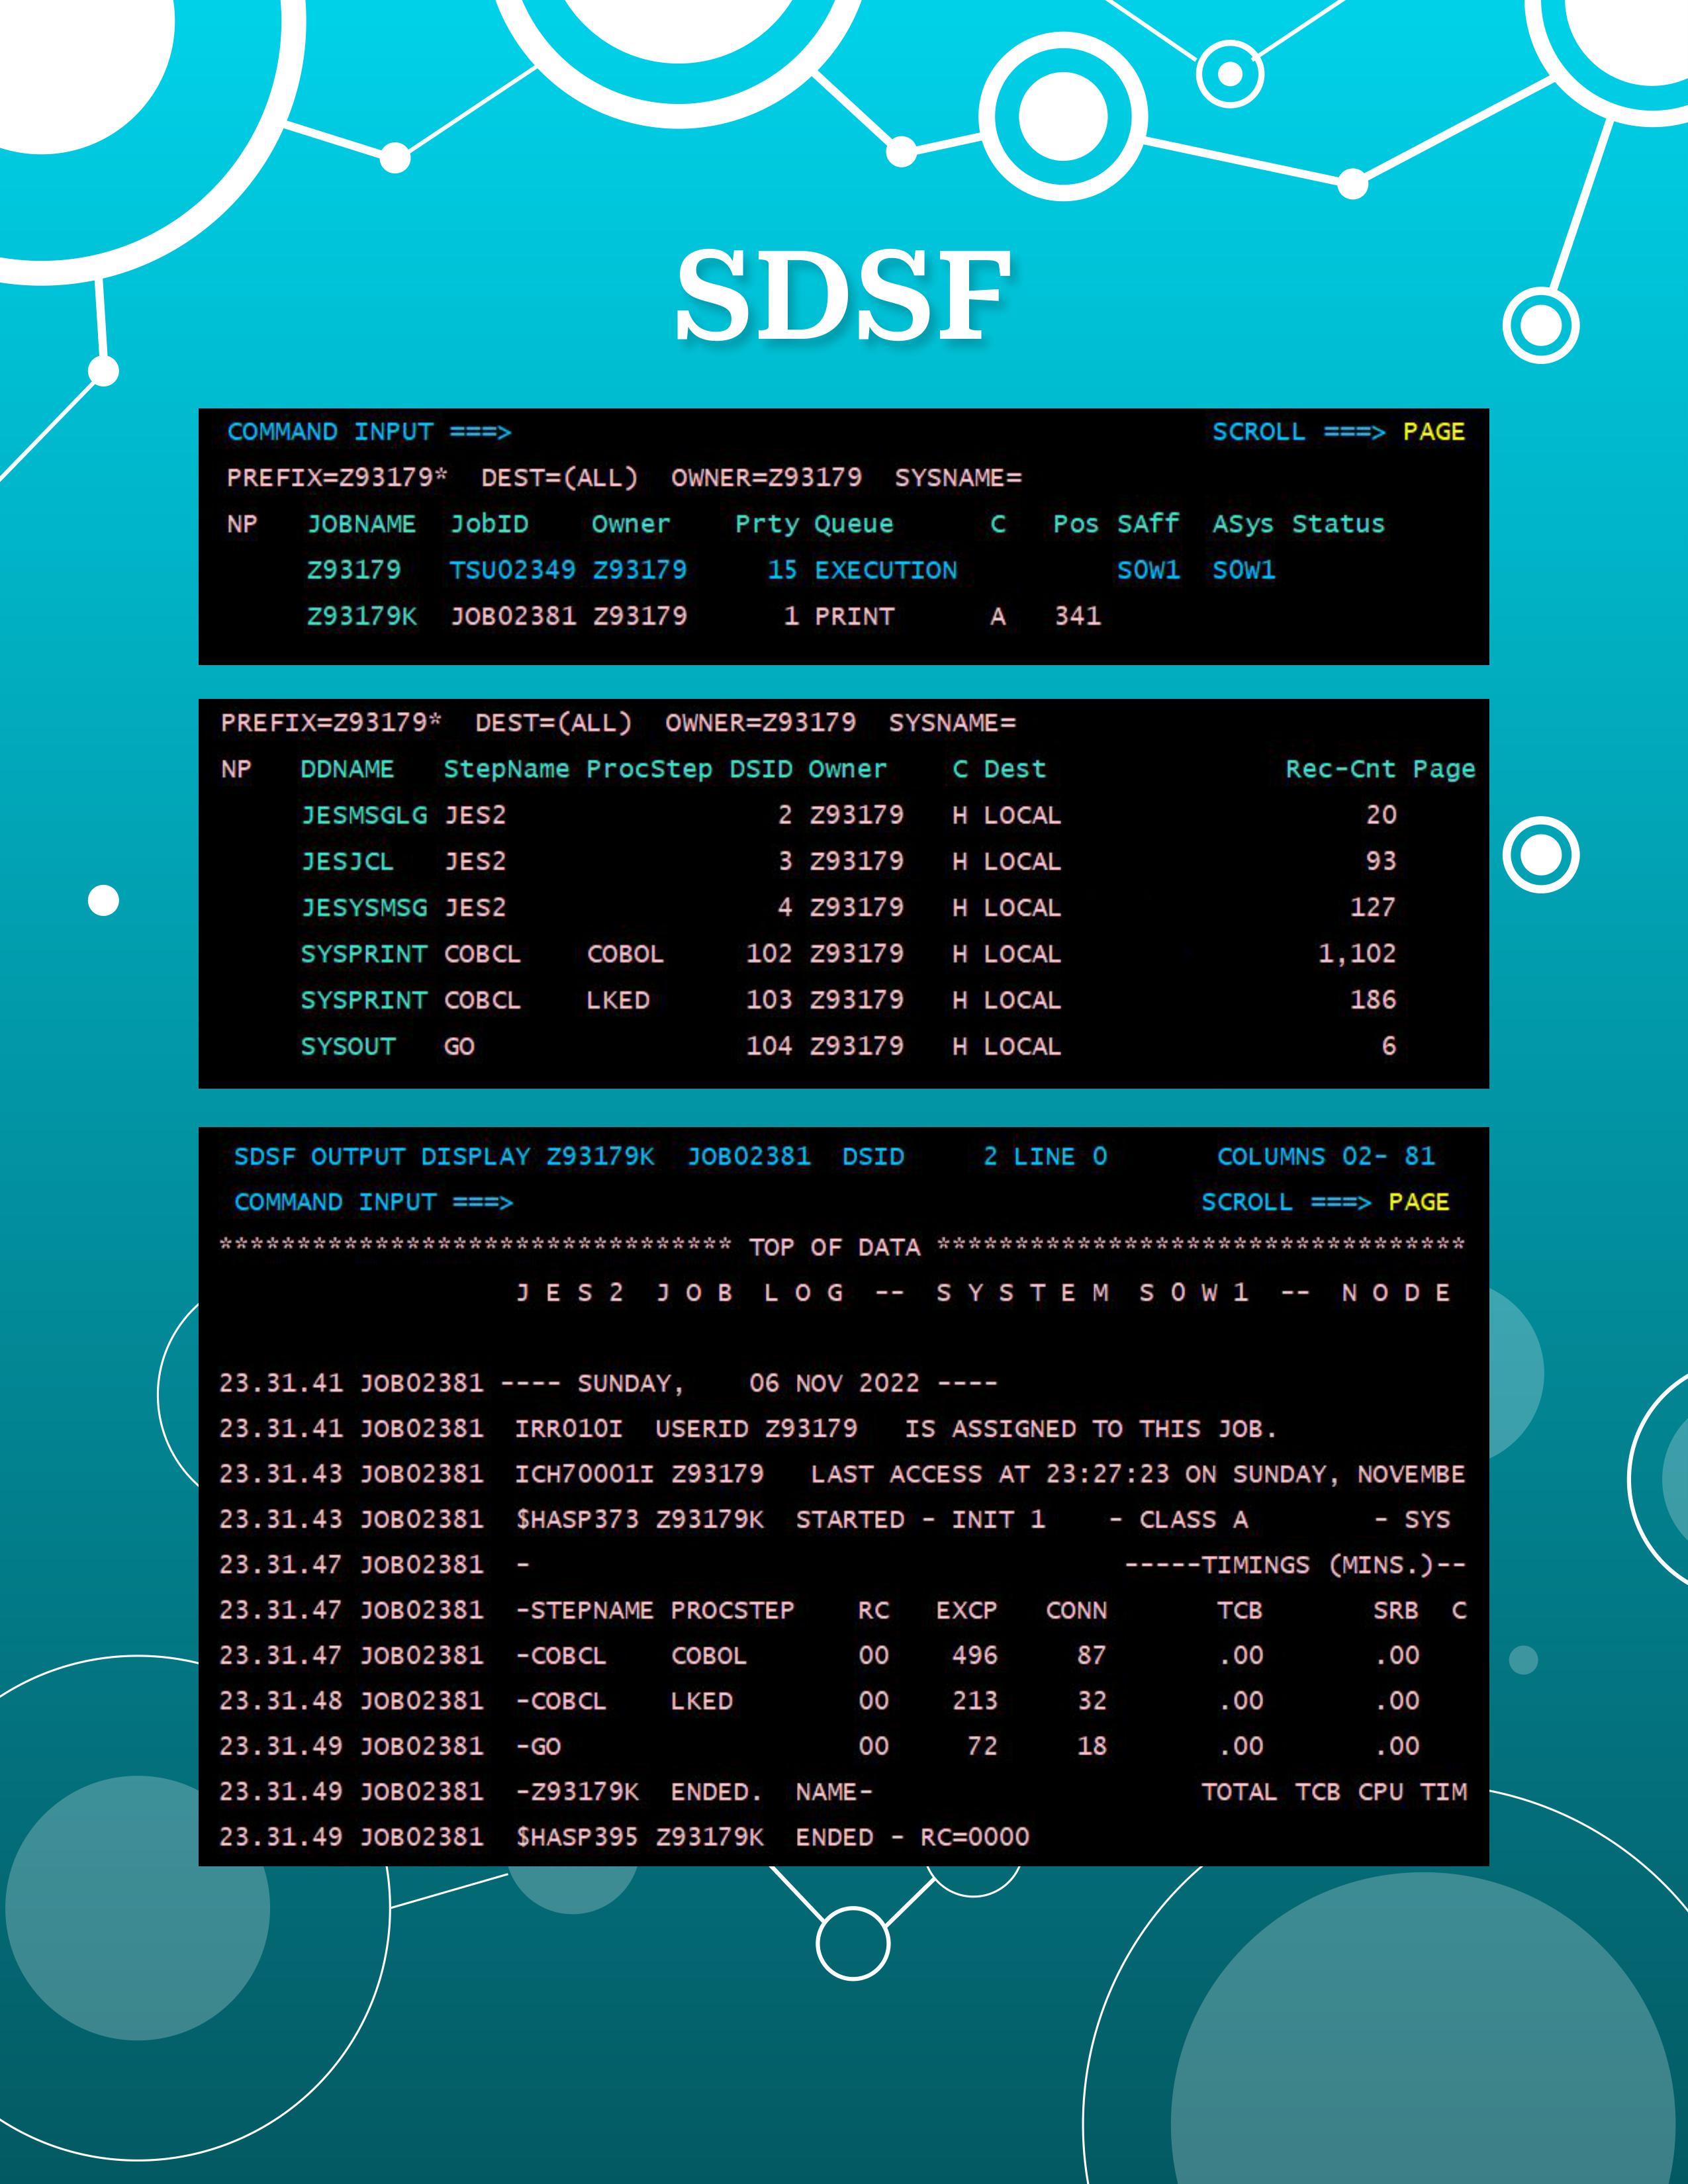 SDSF
COMMAND INPUT ===> SCROLL ===> PAGE
PREFIX=Z93179* DEST=(ALL) OWNER=Z93179 SYSNAME=
NP JOBNAME JobID Owner Prty Queue C Pos SAff ASys Status
Z93179 TSU02349 Z93179 15 EXECUTION S0W1 S0W1
Z93179K JOB02381 Z93179 1 PRINT A 341
PREFIX=Z93179* DEST=(ALL) OWNER=Z93179 SYSNAME=
NP DDNAME StepName ProcStep DSID Owner C Dest Rec-Cnt Page
JESMSGLG JES2 2 Z93179 H LOCAL 20
JESJCL JES2 3 Z93179 H LOCAL 93
JESYSMSG JES2 4 Z93179 H LOCAL 127
SYSPRINT COBCL COBOL 102 Z93179 H LOCAL 1,102
SYSPRINT COBCL LKED 103 Z93179 H LOCAL 186
SYSOUT GO 104 Z93179 H LOCAL 6
SDSF OUTPUT DISPLAY Z93179K JOB02381 DSID 2 LINE 0 COLUMNS 02- 81
COMMAND INPUT ===> SCROLL ===> PAGE
********************************* TOP OF DATA **********************************
J E S 2 J O B L O G -- S Y S T E M S 0 W 1 -- N O D E
23.31.41 JOB02381 ---- SUNDAY, 06 NOV 2022 ----
23.31.41 JOB02381 IRR010I USERID Z93179 IS ASSIGNED TO THIS JOB.
23.31.43 JOB02381 ICH70001I Z93179 LAST ACCESS AT 23:27:23 ON SUNDAY, NOVEMBE
23.31.43 JOB02381 $HASP373 Z93179K STARTED - INIT 1 - CLASS A - SYS
23.31.47 JOB02381 - -----TIMINGS (MINS.)--
23.31.47 JOB02381 -STEPNAME PROCSTEP RC EXCP CONN TCB SRB C
23.31.47 JOB02381 -COBCL COBOL 00 496 87 .00 .00
23.31.48 JOB02381 -COBCL LKED 00 213 32 .00 .00
23.31.49 JOB02381 -GO 00 72 18 .00 .00
23.31.49 JOB02381 -Z93179K ENDED. NAME- TOTAL TCB CPU TIM
23.31.49 JOB02381 $HASP395 Z93179K ENDED - RC=0000